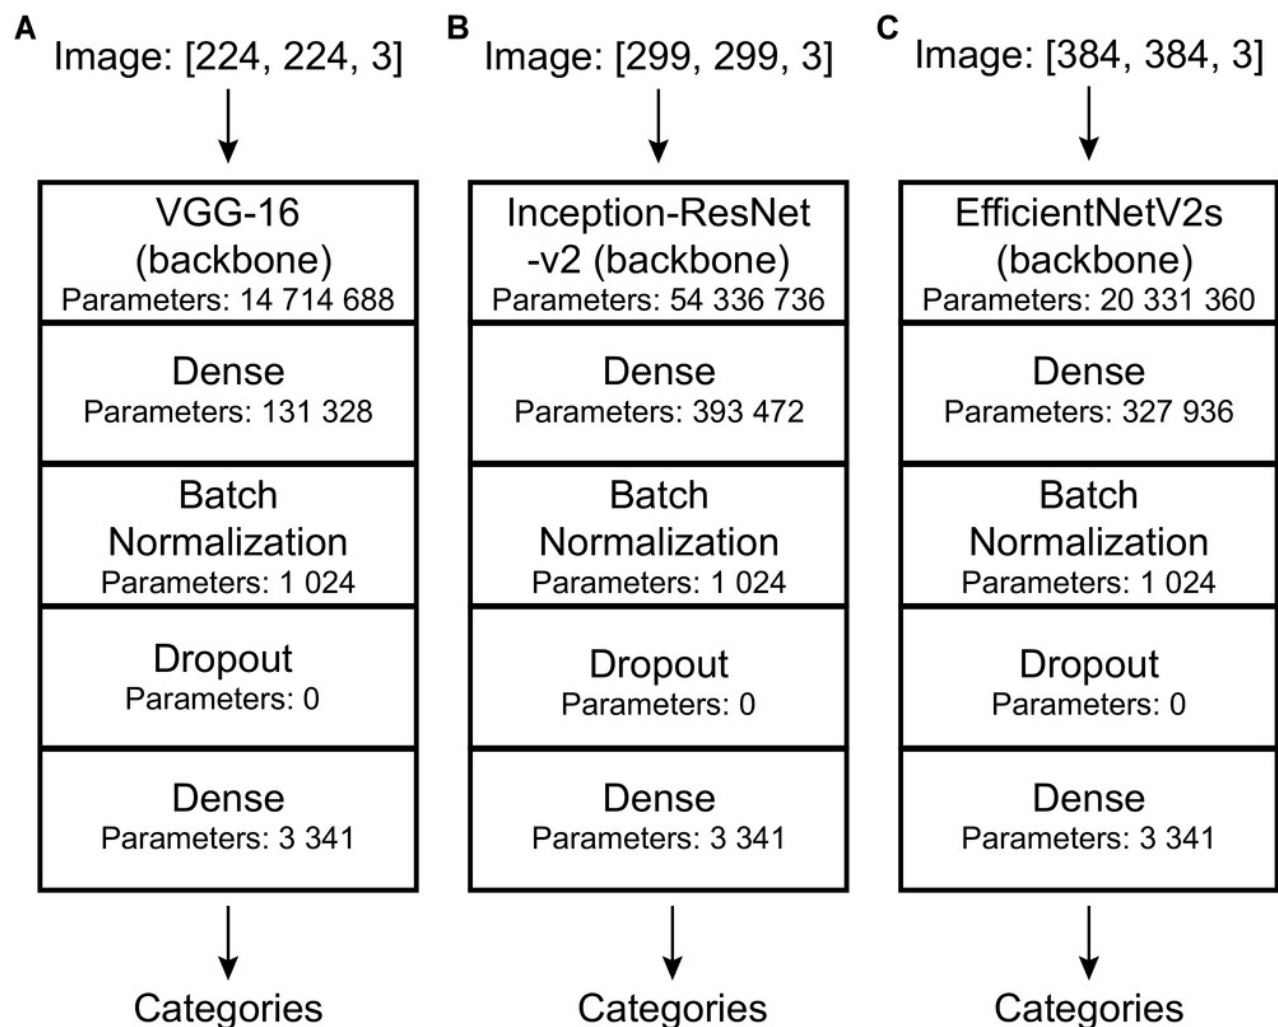 A
Image: [224, 224, 3]
VGG-16
(backbone)
Parameters: 14 714 688
Dense
Parameters: 131 328
Batch
Normalization
Parameters: 1 024
Dropout
Parameters: 0
Dense
Parameters: 3 341
Categories
B
Image: [299, 299, 3]
Inception-ResNet
-v2 (backbone)
Parameters: 54 336 736
Dense
Parameters: 393 472
Batch
Normalization
Parameters: 1 024
Dropout
Parameters: 0
Dense
Parameters: 3 341
Categories
C
Image: [384, 384, 3]
EfficientNetV2s
(backbone)
Parameters: 20 331 360
Dense
Parameters: 327 936
Batch
Normalization
Parameters: 1 024
Dropout
Parameters: 0
Dense
Parameters: 3 341
Categories